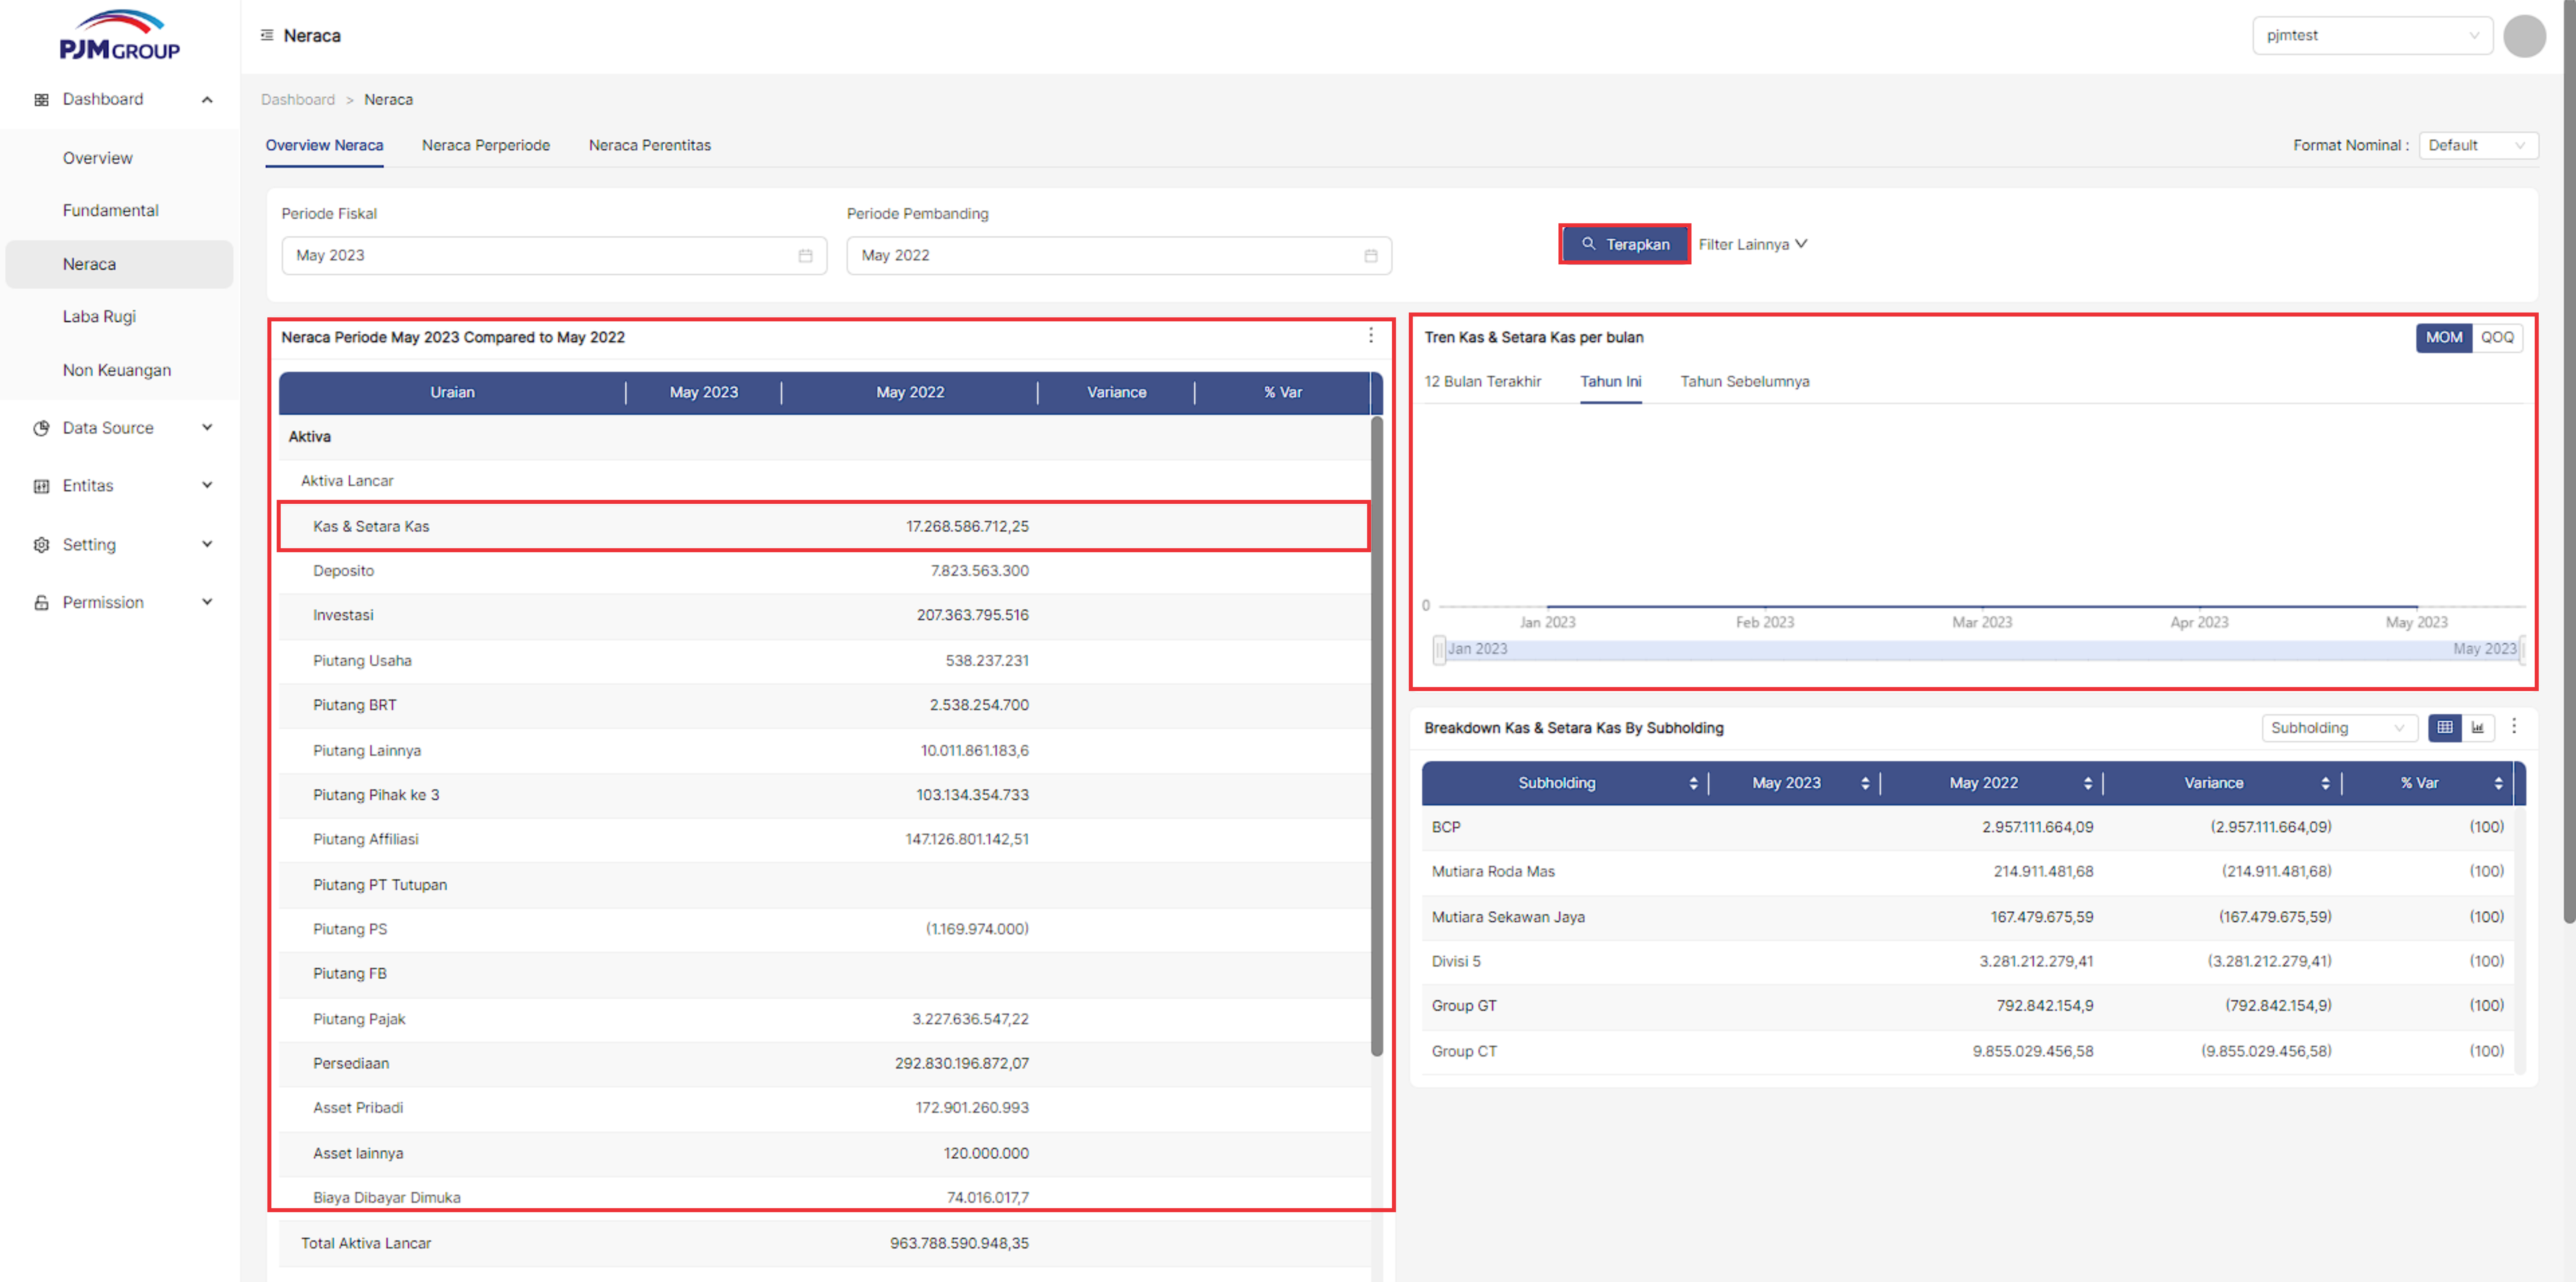 PJM GROUP
Neraca
pjmtest
Dashboard
Overview
Fundamental
Neraca
Laba Rugi
Non Keuangan
Data Source
Entitas
Setting
Permission
Dashboard > Neraca
Overview Neraca Neraca Perperiode Neraca Perentitas
Format Nominal : Default
Periode Fiskal Periode Pembanding
May 2023 May 2022
Terapkan Filter Lainnya
Neraca Periode May 2023 Compared to May 2022
Uraian May 2023 May 2022 Variance % Var
Aktiva
Aktiva Lancar
Kas & Setara Kas 17.268.586.712,25
Deposito 7.823.563.300
Investasi 207.363.795.516
Piutang Usaha 538.237.231
Piutang BRT 2.538.254.700
Piutang Lainnya 10.011.861.183,6
Piutang Pihak ke 3 103.134.354.733
Piutang Affiliasi 147.126.801.142,51
Piutang PT Tutupan
Piutang PS (1.169.974.000)
Piutang FB
Piutang Pajak 3.227.636.547,22
Persediaan 292.830.196.872,07
Asset Pribadi 172.901.260.993
Asset lainnya 120.000.000
Biaya Dibayar Dimuka 74.016.017,7
Total Aktiva Lancar 963.788.590.948,35
Tren Kas & Setara Kas per bulan
MOM QOQ
12 Bulan Terakhir Tahun Ini Tahun Sebelumnya
0
Jan 2023 Feb 2023 Mar 2023 Apr 2023 May 2023
Jan 2023 May 2023
Breakdown Kas & Setara Kas By Subholding
Subholding
Subholding May 2023 May 2022 Variance % Var
BCP 2.957.111.664,09 (2.957.111.664,09) (100)
Mutiara Roda Mas 214.911.481,68 (214.911.481,68) (100)
Mutiara Sekawan Jaya 167.479.675,59 (167.479.675,59) (100)
Divisi 5 3.281.212.279,41 (3.281.212.279,41) (100)
Group GT 792.842.154,9 (792.842.154,9) (100)
Group CT 9.855.029.456,58 (9.855.029.456,58) (100)